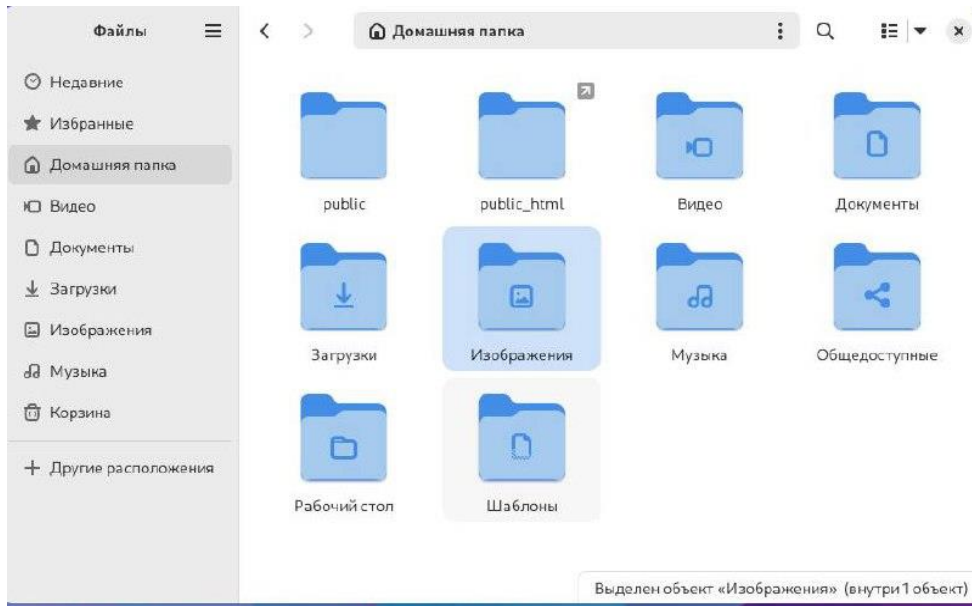 Файлы
Домашняя папка
Недавние
Избранные
Домашняя папка
Видео
Документы
Загрузки
Изображения
Музыка
Корзина
Другие расположения
public
public_html
Видео
Документы
Загрузки
Изображения
Музыка
Общедоступные
Рабочий стол
Шаблоны
Выделен объект «Изображения» (внутри 1 объект)